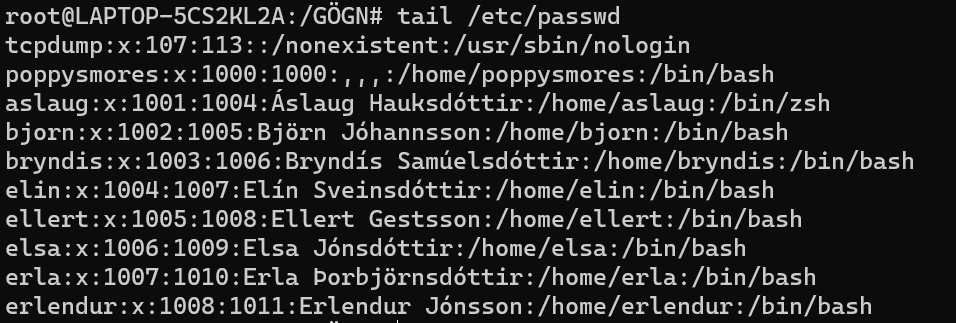 root@LAPTOP-5CS2KL2A:/GÖGN# tail /etc/passwd
tcpdump:x:107:113::/nonexistent:/usr/sbin/nologin
poppysmores:x:1000:1000:,,,:/home/poppysmores:/bin/bash
aslaug:x:1001:1004:Áslaug Hauksdóttir:/home/aslaug:/bin/zsh
bjorn:x:1002:1005:Björn Jóhannsson:/home/bjorn:/bin/bash
bryndis:x:1003:1006:Bryndís Samúelsdóttir:/home/bryndis:/bin/bash
elin:x:1004:1007:Elín Sveinsdóttir:/home/elin:/bin/bash
ellert:x:1005:1008:Ellert Gestsson:/home/ellert:/bin/bash
elsa:x:1006:1009:Elsa Jónsdóttir:/home/elsa:/bin/bash
erla:x:1007:1010:Erla Þorbjörnsdóttir:/home/erla:/bin/bash
erlendur:x:1008:1011:Erlendur Jónsson:/home/erlendur:/bin/bash